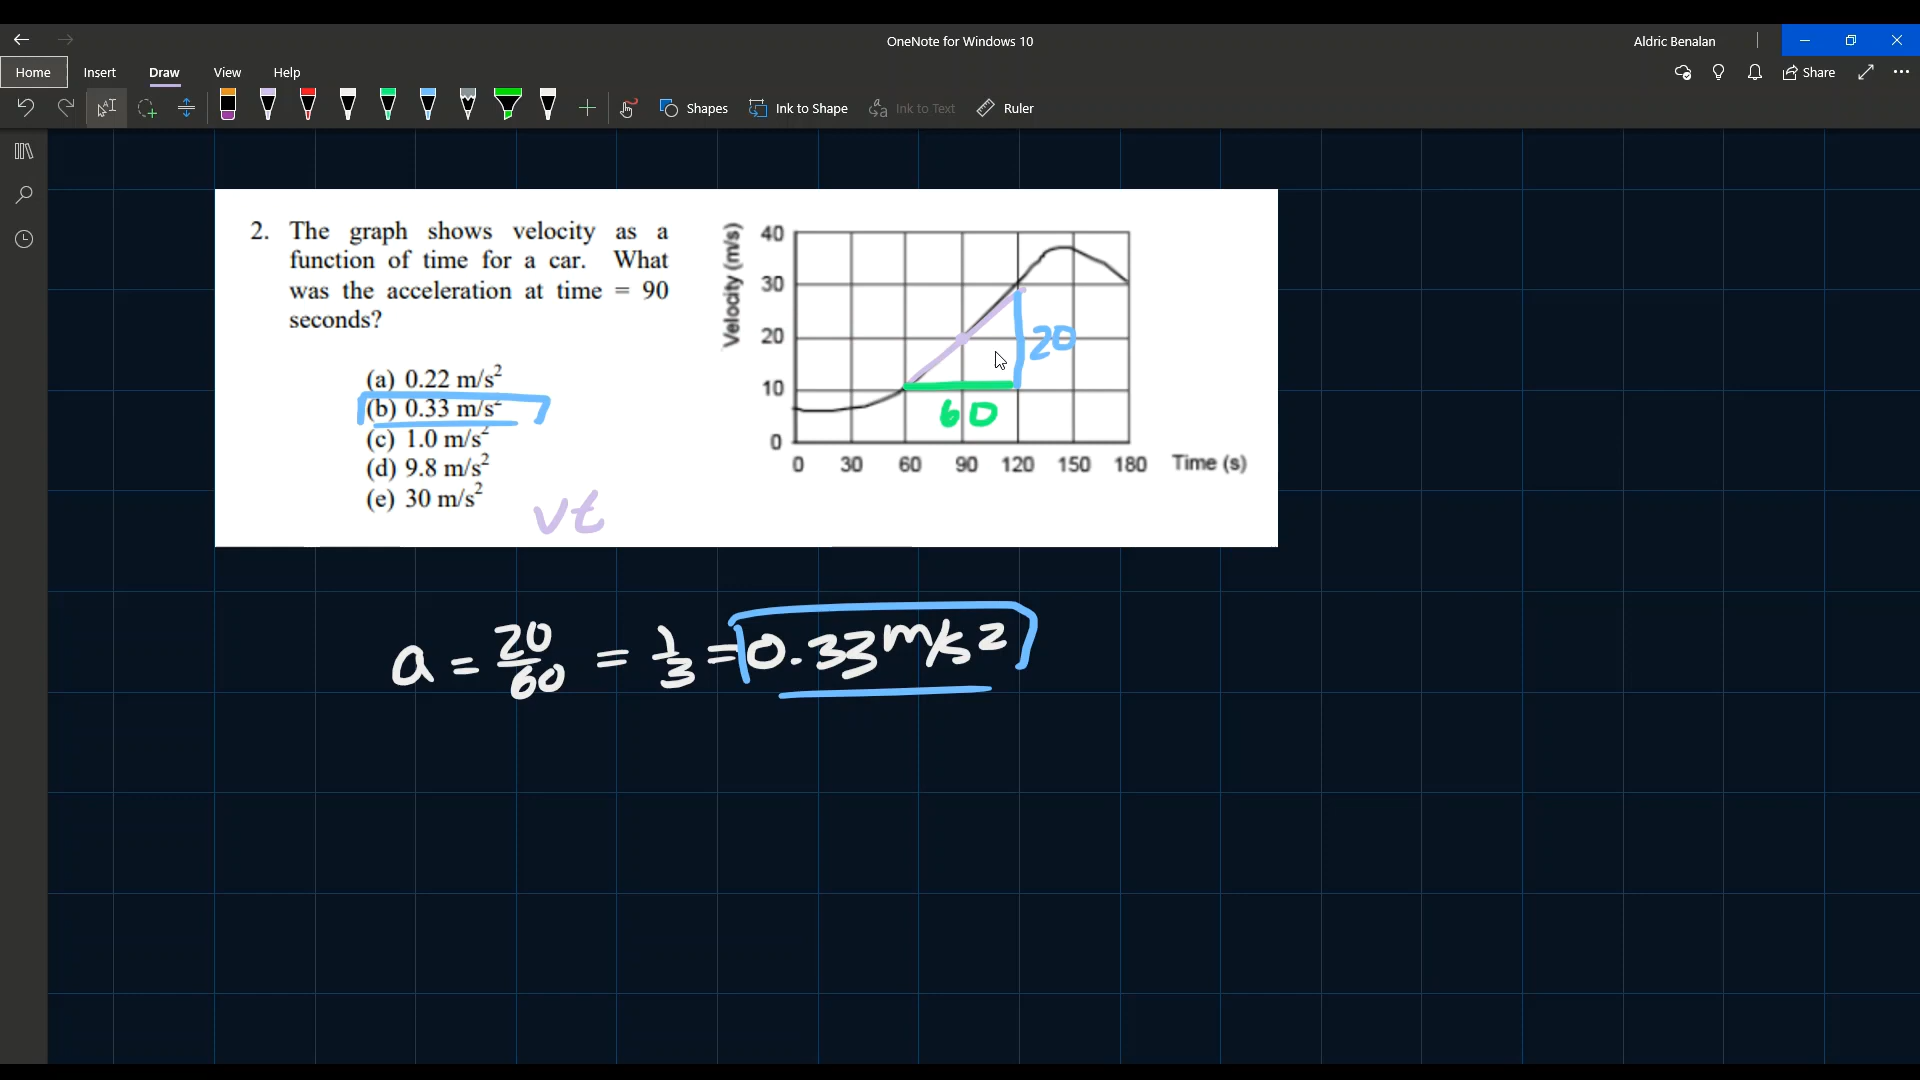 OneNote for Windows 10
Aldric Benalan
Home Insert Draw View Help
Share
Shapes Ink to Shape Ink to Text Ruler
2. The graph shows velocity as a
function of time for a car. What
was the acceleration at time = 90
seconds?
(a) 0.22 m/s²
(b) 0.33 m/s²
(c) 1.0 m/s²
(d) 9.8 m/s²
(e) 30 m/s²
vt
Velocity (m/s)
40
30
20
10
0
20
60
0 30 60 90 120 150 180 Time (s)
a = 20/60 = 1/3 = 0.33 m/s2